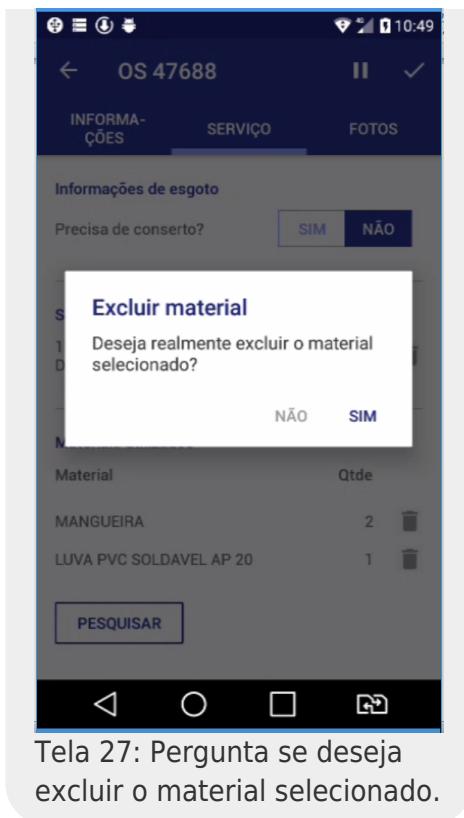 10:49
OS 47688
INFORMA-
ÇÕES
SERVIÇO
FOTOS
Informações de esgoto
Precisa de conserto?
SIM
NÃO
S
Excluir material
1
Deseja realmente excluir o material
D
selecionado?
NÃO
SIM
Material
Qtde
MANGUEIRA
2
LUVA PVC SOLDAVEL AP 20
1
PESQUISAR
Tela 27: Pergunta se deseja
excluir o material selecionado.